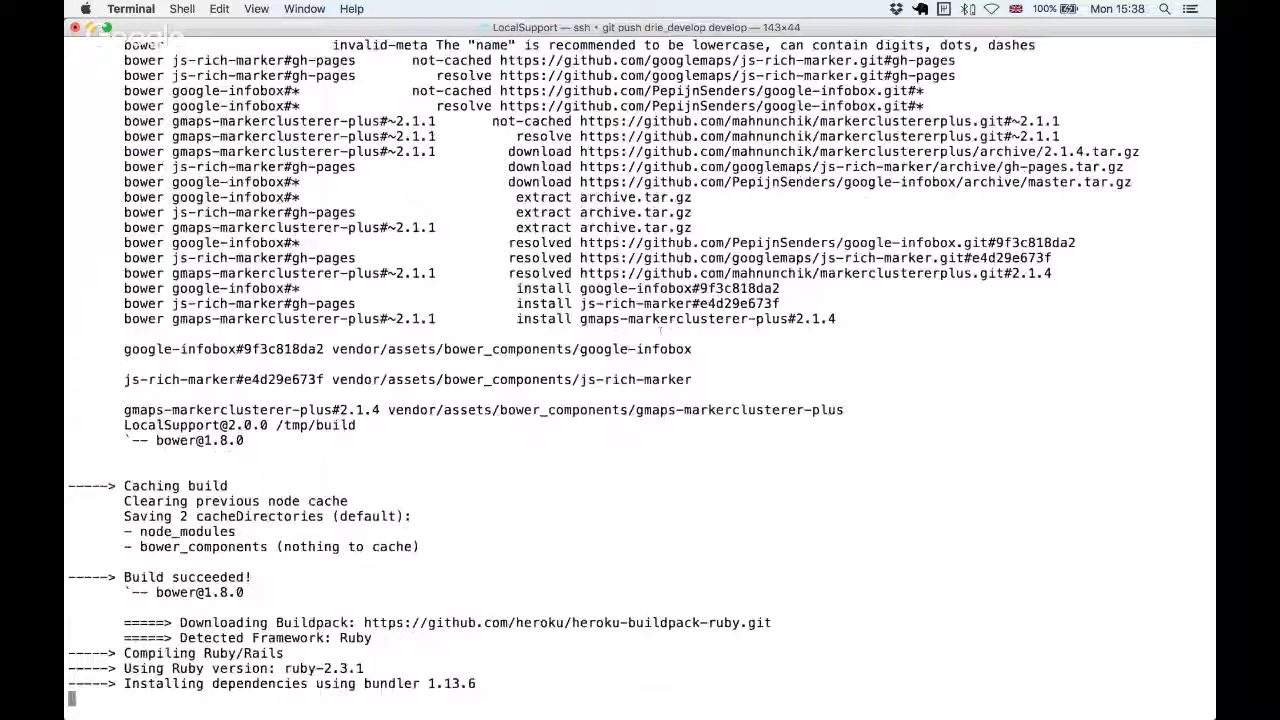 Terminal Shell Edit View Window Help 100% Mon 15:38
LocalSupport — ssh • git push drie_develop develop — 143×44
Google
bower invalid-meta The "name" is recommended to be lowercase, can contain digits, dots, dashes
bower js-rich-marker#gh-pages not-cached https://github.com/googlemaps/js-rich-marker.git#gh-pages
bower js-rich-marker#gh-pages resolve https://github.com/googlemaps/js-rich-marker.git#gh-pages
bower google-infobox#* not-cached https://github.com/PepijnSenders/google-infobox.git#*
bower google-infobox#* resolve https://github.com/PepijnSenders/google-infobox.git#*
bower gmaps-markerclusterer-plus#~2.1.1 not-cached https://github.com/mahnunchik/markerclustererplus.git#~2.1.1
bower gmaps-markerclusterer-plus#~2.1.1 resolve https://github.com/mahnunchik/markerclustererplus.git#~2.1.1
bower gmaps-markerclusterer-plus#~2.1.1 download https://github.com/mahnunchik/markerclustererplus/archive/2.1.4.tar.gz
bower js-rich-marker#gh-pages download https://github.com/googlemaps/js-rich-marker/archive/gh-pages.tar.gz
bower google-infobox#* download https://github.com/PepijnSenders/google-infobox/archive/master.tar.gz
bower google-infobox#* extract archive.tar.gz
bower js-rich-marker#gh-pages extract archive.tar.gz
bower gmaps-markerclusterer-plus#~2.1.1 extract archive.tar.gz
bower google-infobox#* resolved https://github.com/PepijnSenders/google-infobox.git#9f3c818da2
bower js-rich-marker#gh-pages resolved https://github.com/googlemaps/js-rich-marker.git#e4d29e673f
bower gmaps-markerclusterer-plus#~2.1.1 resolved https://github.com/mahnunchik/markerclustererplus.git#2.1.4
bower google-infobox#* install google-infobox#9f3c818da2
bower js-rich-marker#gh-pages install js-rich-marker#e4d29e673f
bower gmaps-markerclusterer-plus#~2.1.1 install gmaps-markerclusterer-plus#2.1.4
google-infobox#9f3c818da2 vendor/assets/bower_components/google-infobox
js-rich-marker#e4d29e673f vendor/assets/bower_components/js-rich-marker
gmaps-markerclusterer-plus#2.1.4 vendor/assets/bower_components/gmaps-markerclusterer-plus
LocalSupport@2.0.0 /tmp/build
`-- bower@1.8.0
-----> Caching build
Clearing previous node cache
Saving 2 cacheDirectories (default):
- node_modules
- bower_components (nothing to cache)
-----> Build succeeded!
`-- bower@1.8.0
=====> Downloading Buildpack: https://github.com/heroku/heroku-buildpack-ruby.git
=====> Detected Framework: Ruby
-----> Compiling Ruby/Rails
-----> Using Ruby version: ruby-2.3.1
-----> Installing dependencies using bundler 1.13.6